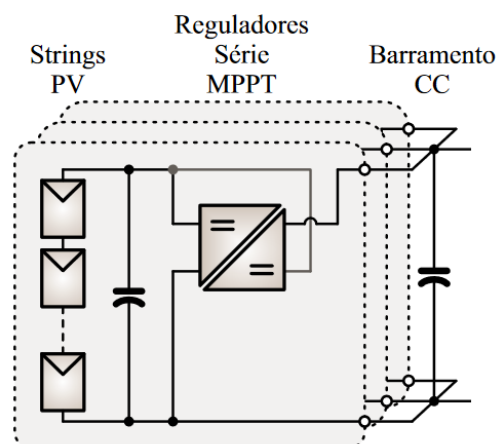 Strings
PV
Reguladores
Série
MPPT
Barramento
CC